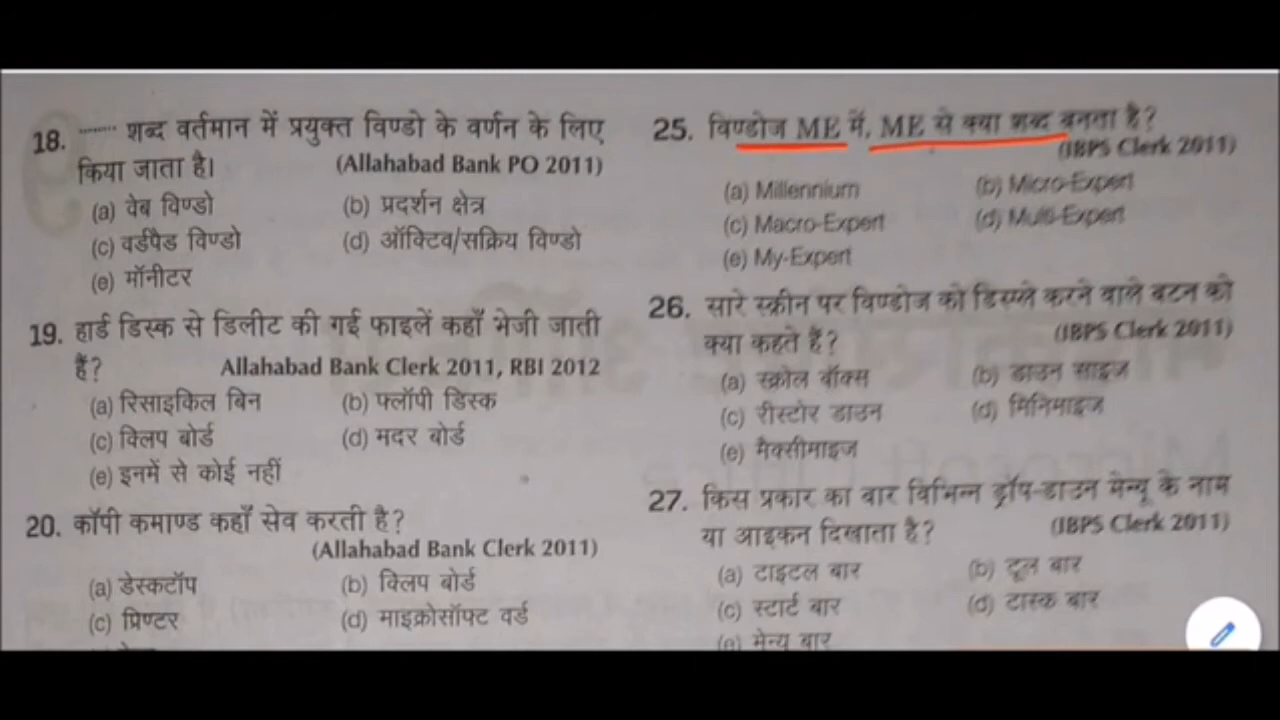 18. ....... शब्द वर्तमान में प्रयुक्त विण्डो के वर्णन के लिए
किया जाता है। (Allahabad Bank PO 2011)
(a) वेब विण्डो (b) प्रदर्शन क्षेत्र
(c) वर्डपैड विण्डो (d) ऑक्टिव/सक्रिय विण्डो
(e) मॉनीटर
19. हार्ड डिस्क से डिलीट की गई फाइलें कहाँ भेजी जाती
हैं? Allahabad Bank Clerk 2011, RBI 2012
(a) रिसाइकिल बिन (b) फ्लॉपी डिस्क
(c) क्लिप बोर्ड (d) मदर बोर्ड
(e) इनमें से कोई नहीं
20. कॉपी कमाण्ड कहाँ सेव करती है?
(Allahabad Bank Clerk 2011)
(a) डेस्कटॉप (b) क्लिप बोर्ड
(c) प्रिण्टर (d) माइक्रोसॉफ्ट वर्ड
25. विण्डोज ME में, ME से क्या शब्द बनता है?
(IBPS Clerk 2011)
(a) Millennium (b) Micro-Expert
(c) Macro-Expert (d) Multi-Expert
(e) My-Expert
26. सारे स्क्रीन पर विण्डोज को डिस्प्ले करने वाले बटन को
क्या कहते हैं? (IBPS Clerk 2011)
(a) स्क्रोल बॉक्स (b) डाउन साइज
(c) रीस्टोर डाउन (d) मिनिमाइज
(e) मैक्सीमाइज
27. किस प्रकार का बार विभिन्न ड्रॉप-डाउन मेन्यू के नाम
या आइकन दिखाता है? (IBPS Clerk 2011)
(a) टाइटल बार (b) टूल बार
(c) स्टार्ट बार (d) टास्क बार
(e) मेन्यू बार